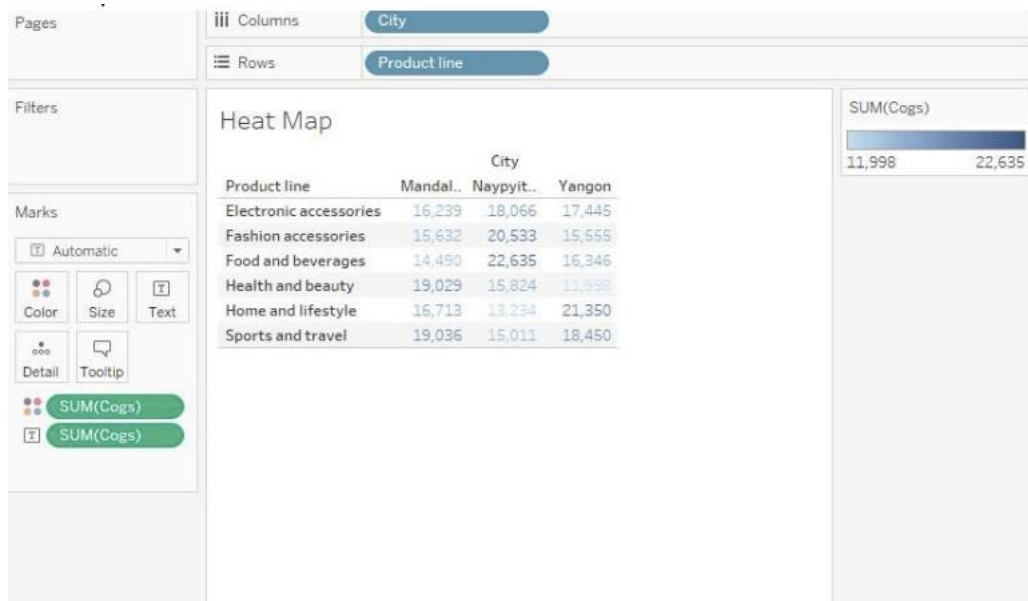 Pages
Columns City
Rows Product line
Filters
Marks
Automatic
Color Size Text
Detail Tooltip
SUM(Cogs)
SUM(Cogs)
Heat Map
City
Product line Mandal.. Naypyit.. Yangon
Electronic accessories 16,239 18,066 17,445
Fashion accessories 15,632 20,533 15,555
Food and beverages 14,490 22,635 16,346
Health and beauty 19,029 15,824 11,998
Home and lifestyle 16,713 13,234 21,350
Sports and travel 19,036 15,011 18,450
SUM(Cogs)
11,998 22,635